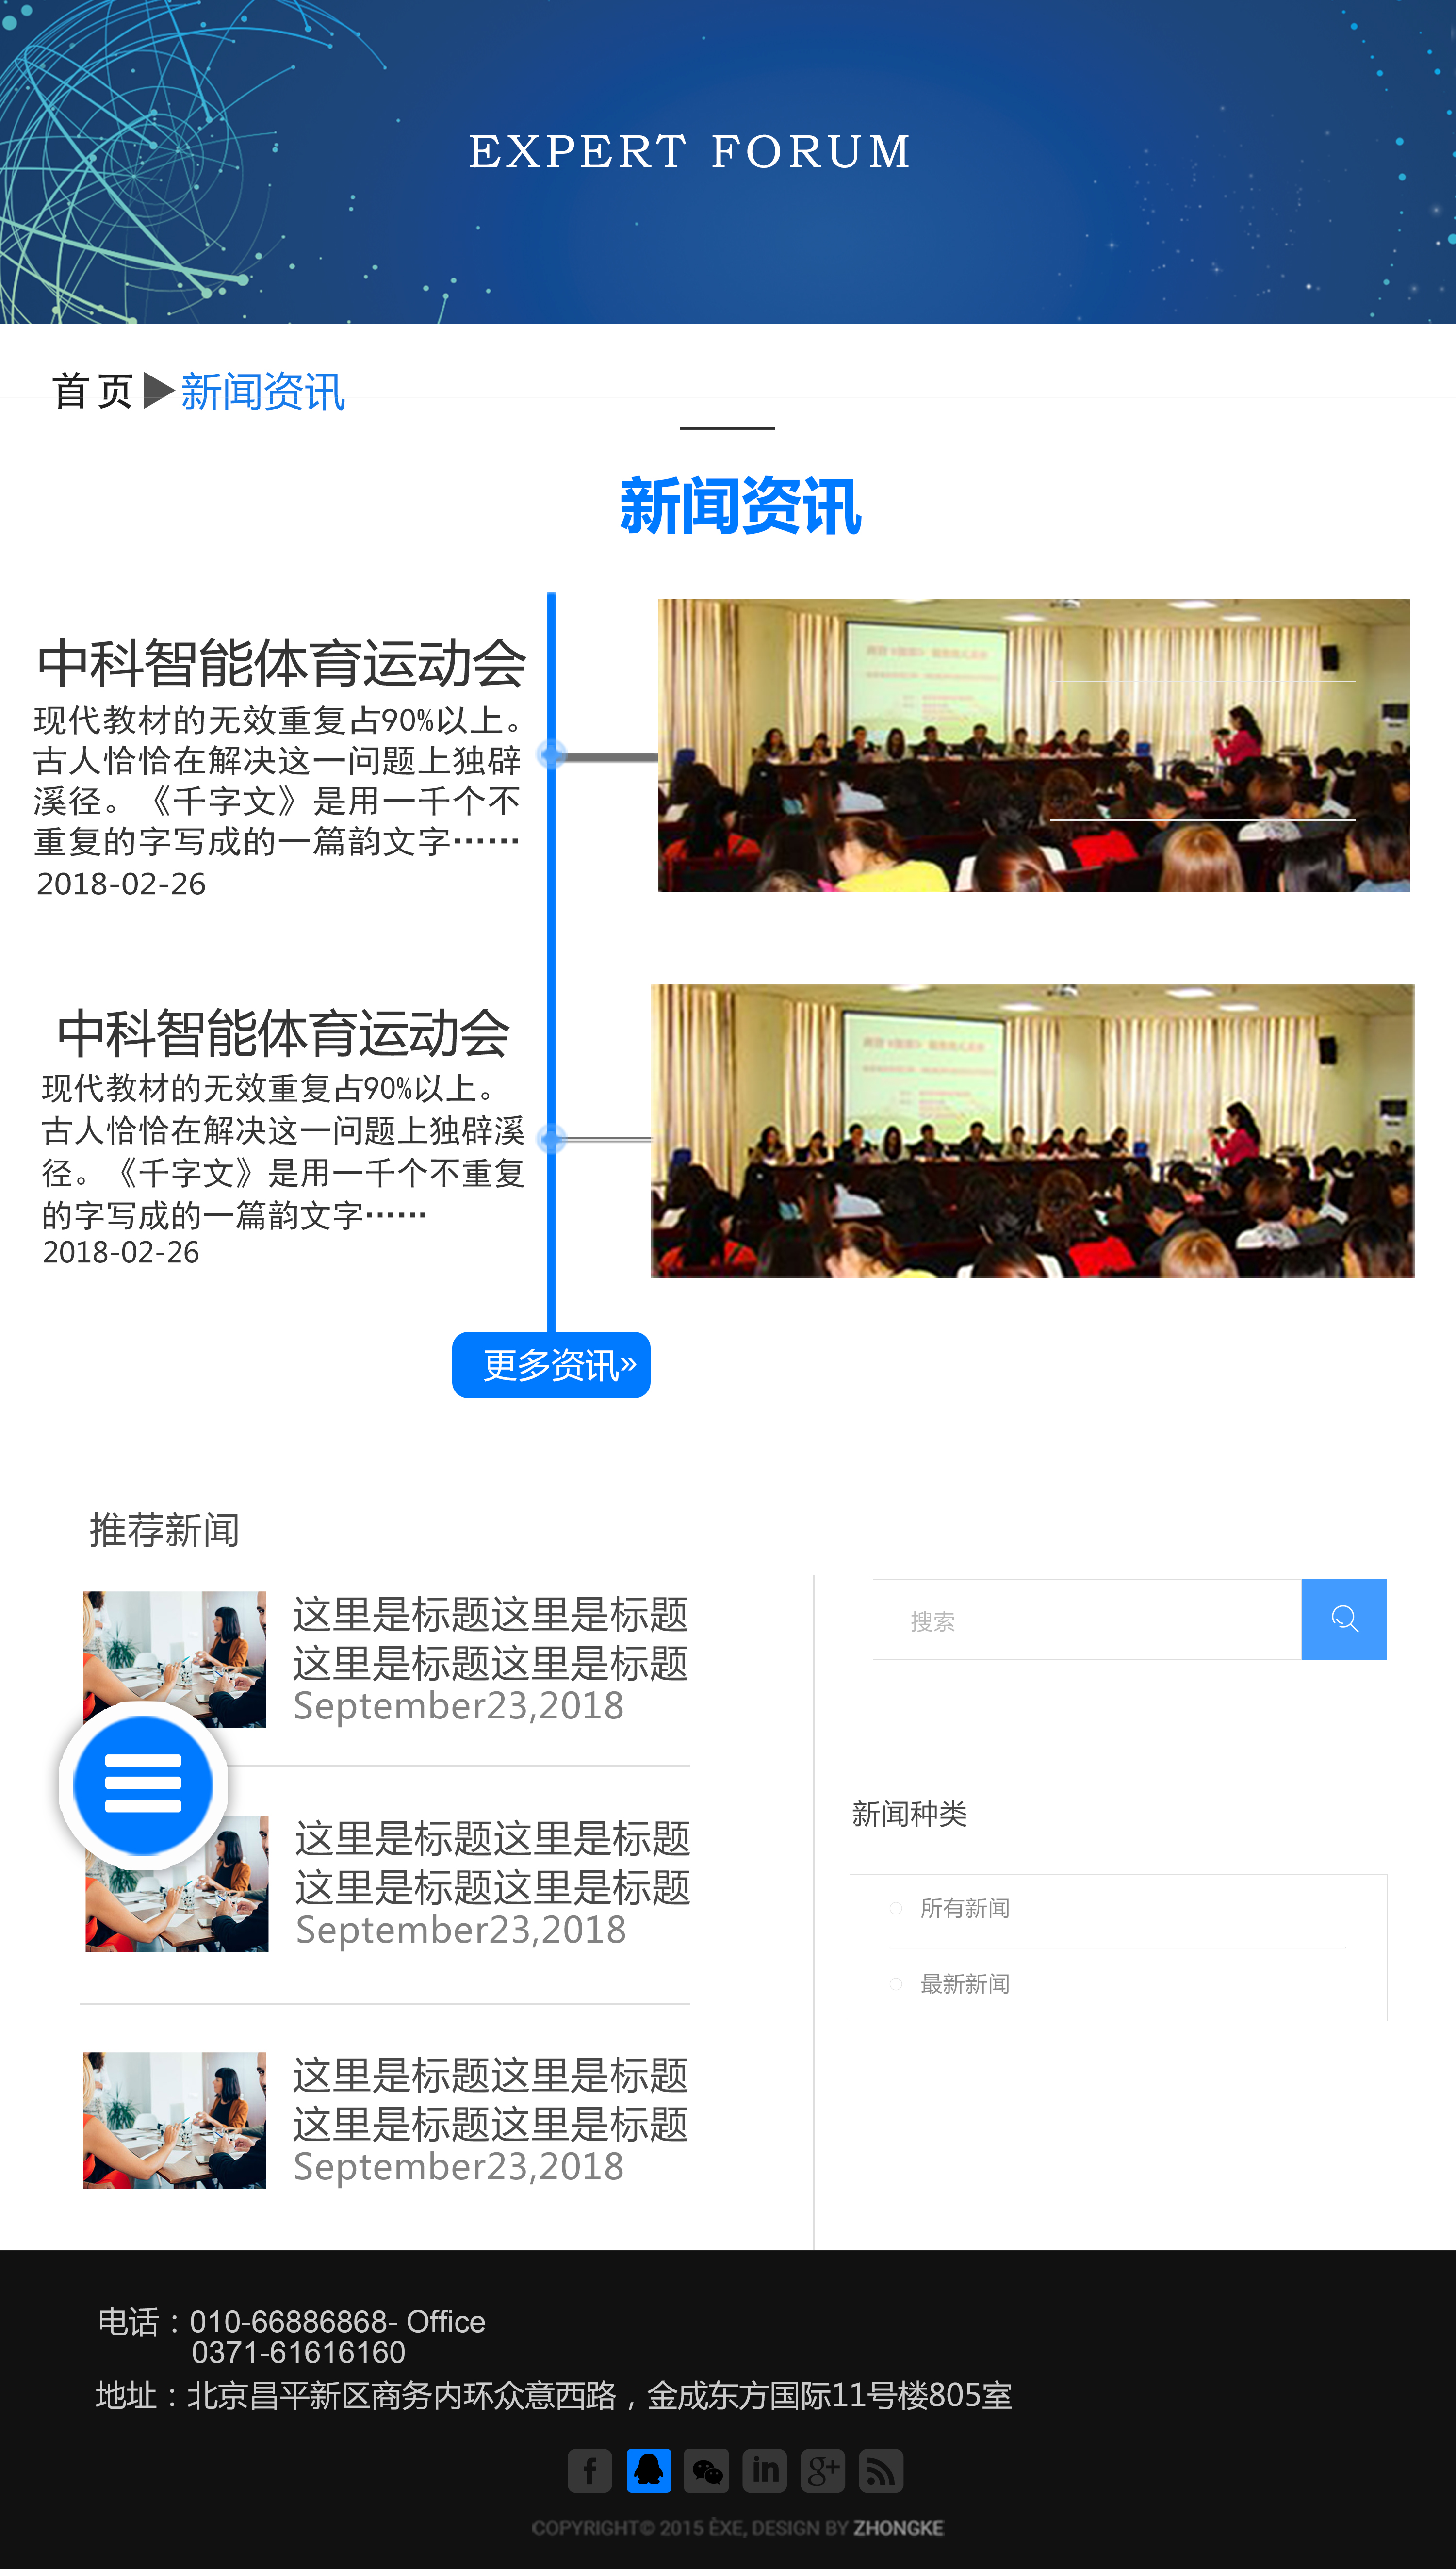 EXPERT FORUM
首页▶新闻资讯
新闻资讯
中科智能体育运动会
现代教材的无效重复占90%以上。
古人恰恰在解决这一问题上独辟
溪径。《千字文》是用一千个不
重复的字写成的一篇韵文字……
2018-02-26
中科智能体育运动会
现代教材的无效重复占90%以上。
古人恰恰在解决这一问题上独辟溪
径。《千字文》是用一千个不重复
的字写成的一篇韵文字……
2018-02-26
更多资讯»
推荐新闻
这里是标题这里是标题
这里是标题这里是标题
September23,2018
这里是标题这里是标题
这里是标题这里是标题
September23,2018
这里是标题这里是标题
这里是标题这里是标题
September23,2018
搜索
新闻种类
所有新闻
最新新闻
电话：010-66886868- Office
0371-61616160
地址：北京昌平新区商务内环众意西路，金成东方国际11号楼805室
f
in
g+
COPYRIGHT© 2015 ÈXE, DESIGN BY ZHONGKE